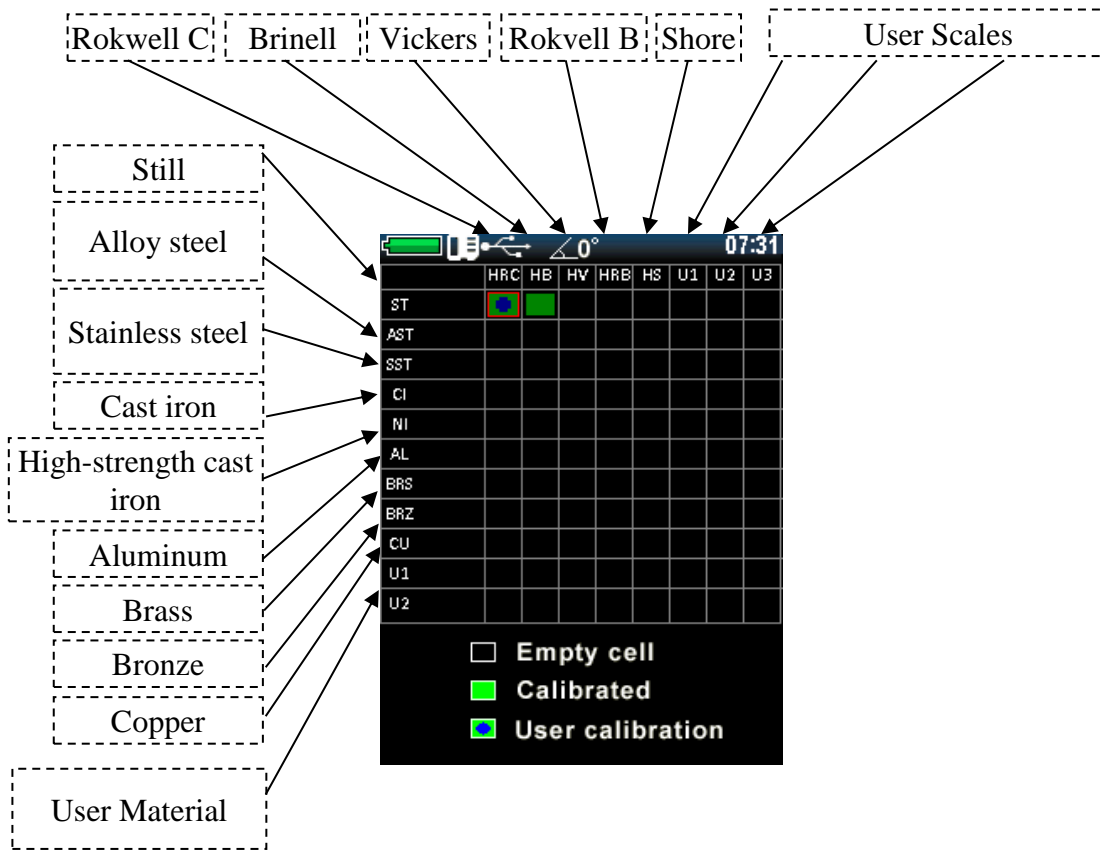 Rokwell C
Brinell
Vickers
Rokvell B
Shore
User Scales
Still
Alloy steel
Stainless steel
Cast iron
High-strength cast
iron
Aluminum
Brass
Bronze
Copper
User Material
0°
07:31
HRC HB HV HRB HS U1 U2 U3
ST
AST
SST
CI
NI
AL
BRS
BRZ
CU
U1
U2
Empty cell
Calibrated
User calibration